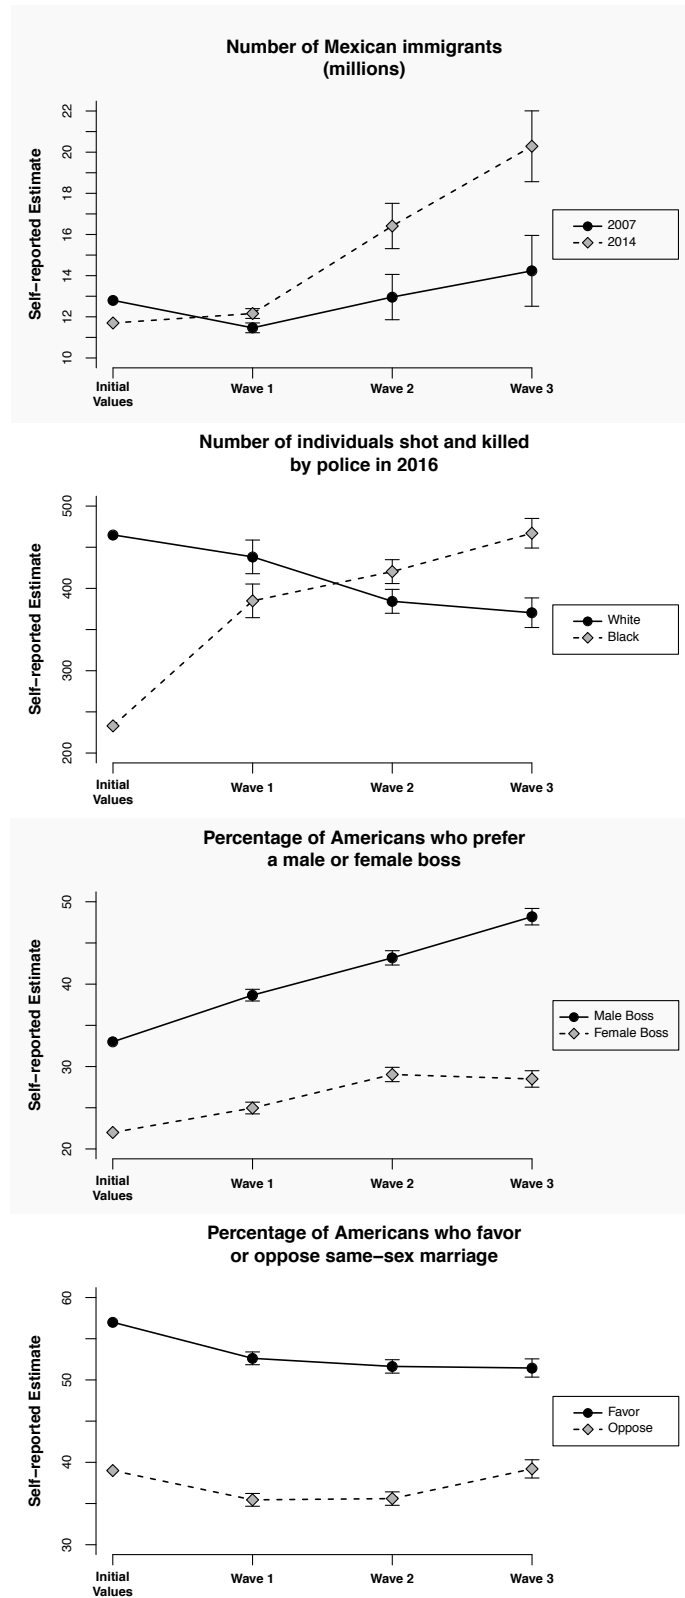 Number of Mexican immigrants
(millions)
Self−reported Estimate
22
20
18
16
14
12
10
2007
2014
Initial
Values
Wave 1
Wave 2
Wave 3
Number of individuals shot and killed
by police in 2016
Self−reported Estimate
500
400
300
200
White
Black
Initial
Values
Wave 1
Wave 2
Wave 3
Percentage of Americans who prefer
a male or female boss
Self−reported Estimate
50
40
30
20
Male Boss
Female Boss
Initial
Values
Wave 1
Wave 2
Wave 3
Percentage of Americans who favor
or oppose same−sex marriage
Self−reported Estimate
60
50
40
30
Favor
Oppose
Initial
Values
Wave 1
Wave 2
Wave 3